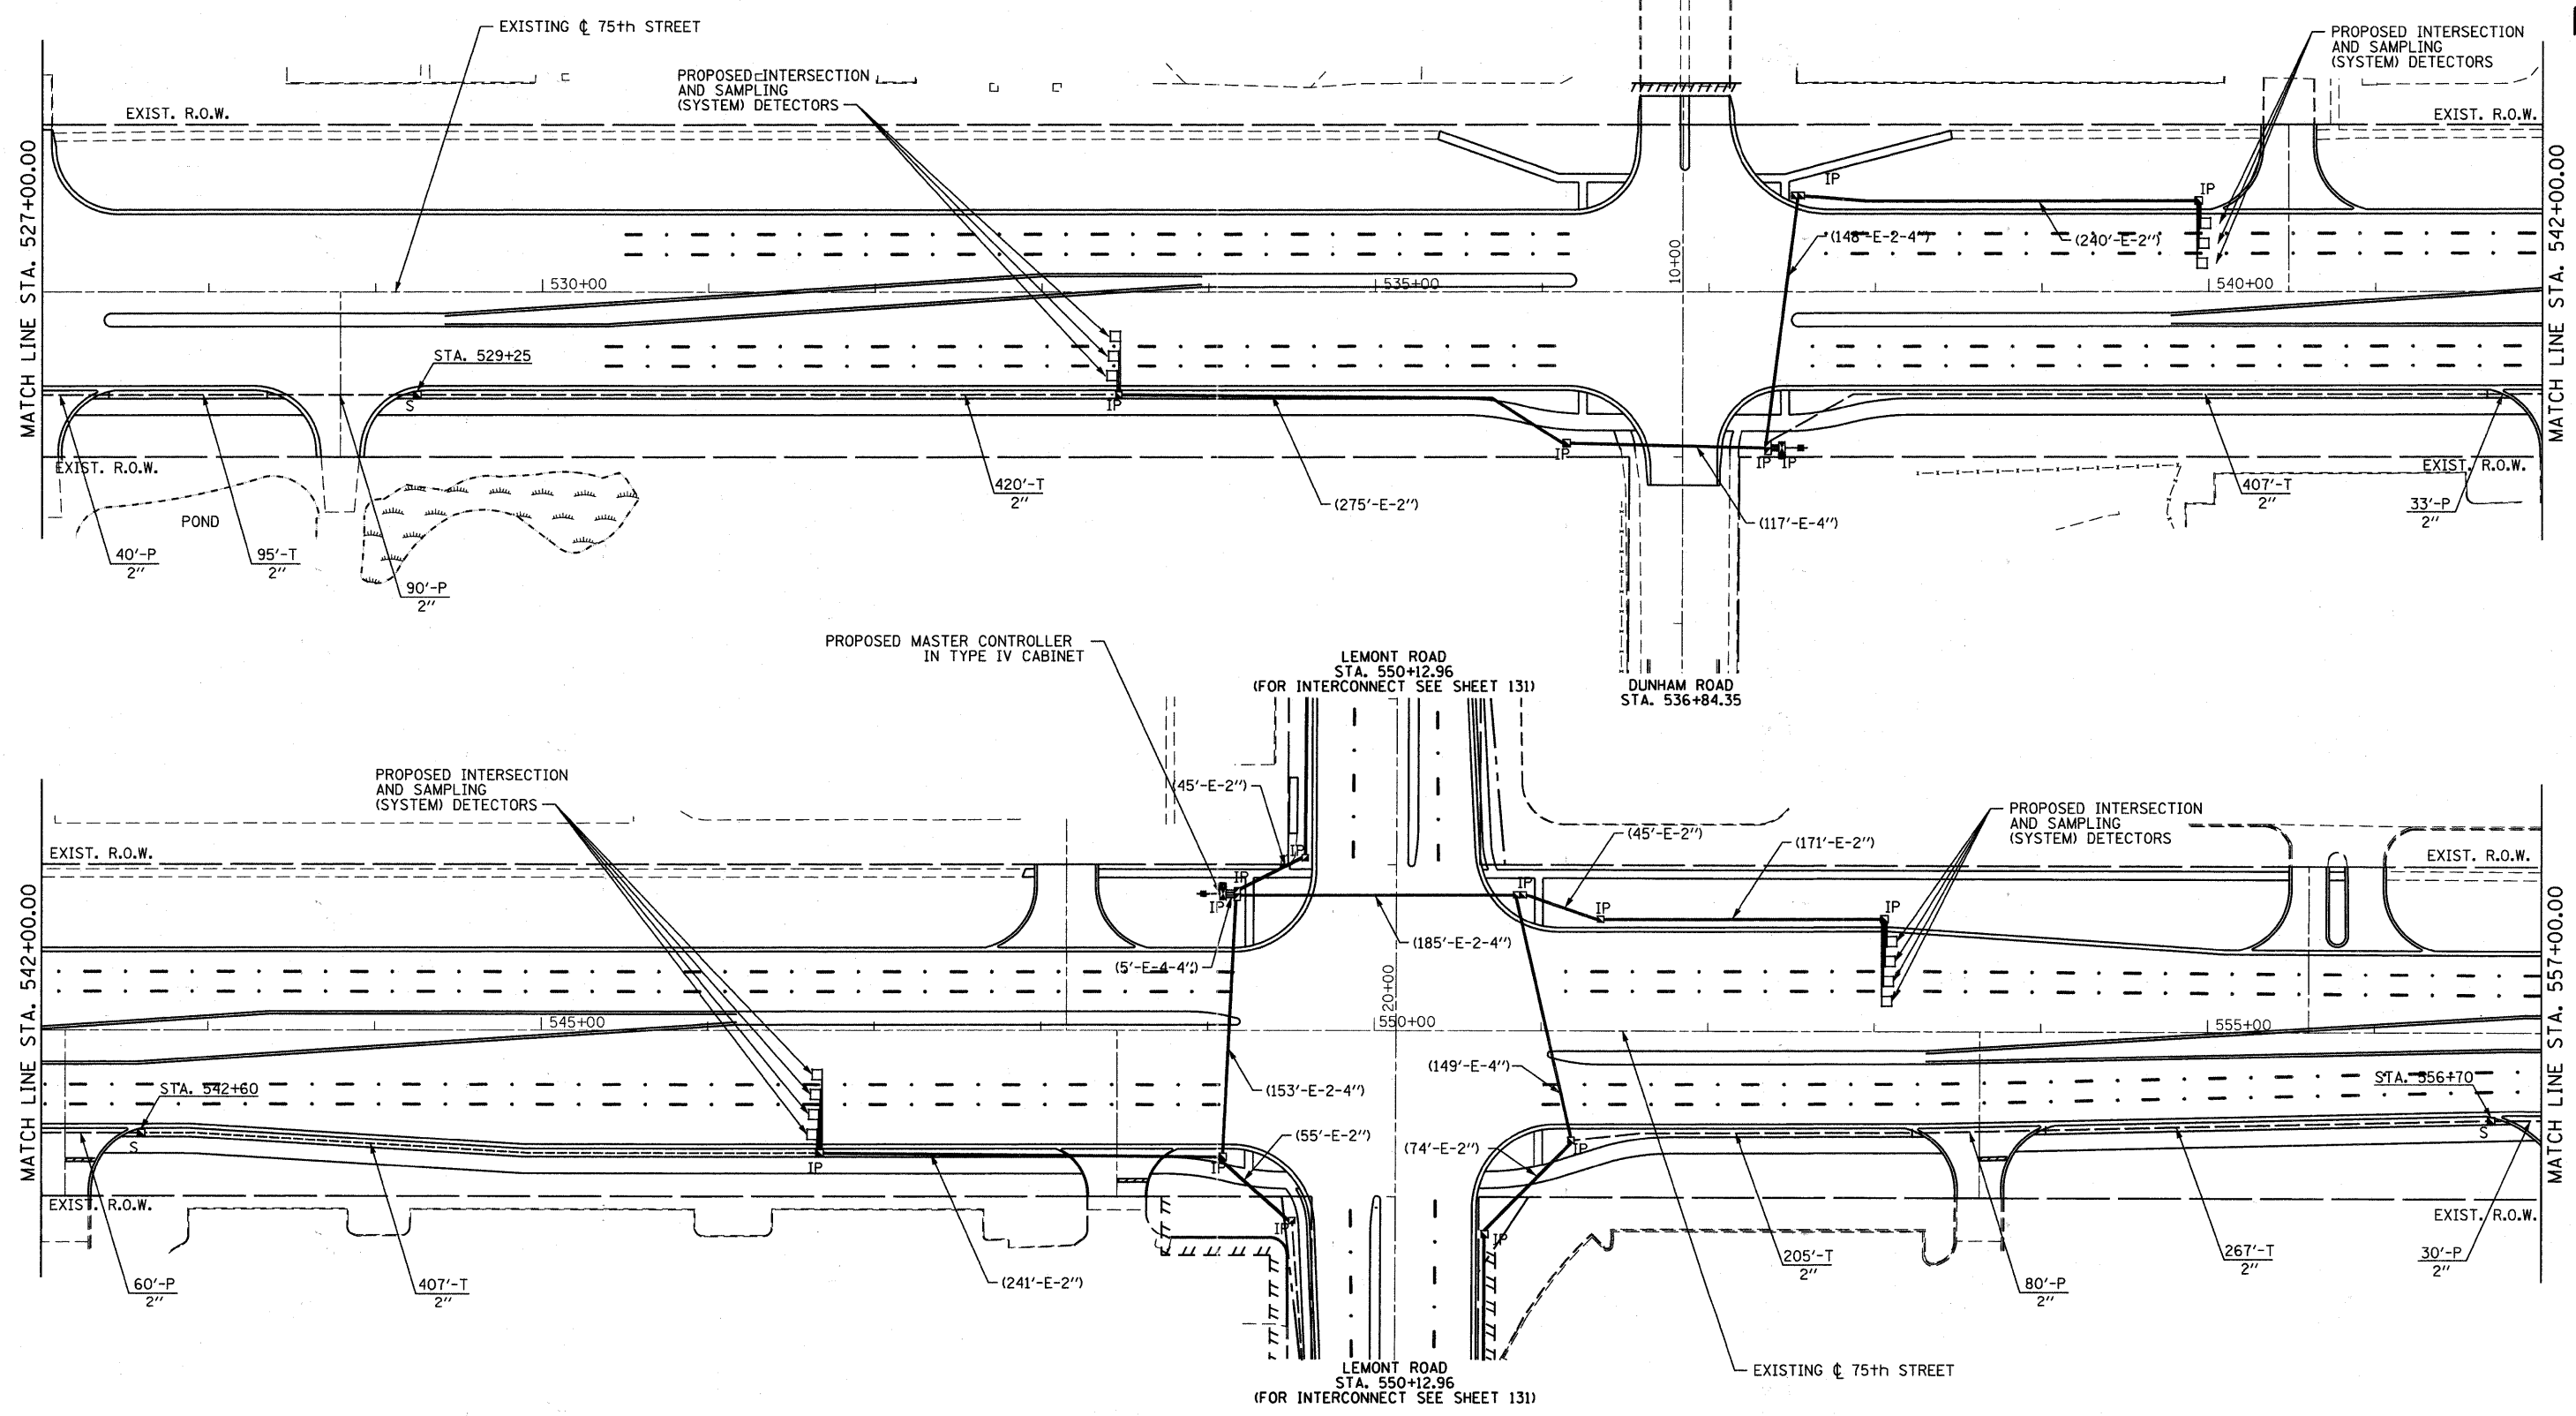 EXISTING ℄ 75th STREET
PROPOSED INTERSECTION
AND SAMPLING
(SYSTEM) DETECTORS
PROPOSED INTERSECTION
AND SAMPLING
(SYSTEM) DETECTORS
EXIST. R.O.W.
EXIST. R.O.W.
MATCH LINE STA. 527+00.00
MATCH LINE STA. 542+00.00
IP
IP
(148'-E-2-4")
(240'-E-2")
10+00
530+00
535+00
540+00
STA. 529+25
S
IP
IP
IP
IP
EXIST. R.O.W.
EXIST. R.O.W.
POND
420'-T
2"
(275'-E-2")
(117'-E-4")
407'-T
2"
33'-P
2"
40'-P
2"
95'-T
2"
90'-P
2"
PROPOSED MASTER CONTROLLER
IN TYPE IV CABINET
LEMONT ROAD
STA. 550+12.96
(FOR INTERCONNECT SEE SHEET 131)
DUNHAM ROAD
STA. 536+84.35
PROPOSED INTERSECTION
AND SAMPLING
(SYSTEM) DETECTORS
(45'-E-2")
(45'-E-2")
(171'-E-2")
PROPOSED INTERSECTION
AND SAMPLING
(SYSTEM) DETECTORS
EXIST. R.O.W.
EXIST. R.O.W.
MATCH LINE STA. 542+00.00
MATCH LINE STA. 557+00.00
IP
IP
IP
IP
IP
IP
(185'-E-2-4")
(5'-E-4-4")
20+00
545+00
550+00
555+00
STA. 542+60
S
(153'-E-2-4")
(149'-E-4")
STA. 556+70
S
(55'-E-2")
(74'-E-2")
IP
IP
IP
IP
IP
EXIST. R.O.W.
EXIST. R.O.W.
60'-P
2"
407'-T
2"
(241'-E-2")
205'-T
2"
80'-P
2"
267'-T
2"
30'-P
2"
LEMONT ROAD
STA. 550+12.96
(FOR INTERCONNECT SEE SHEET 131)
EXISTING ℄ 75th STREET